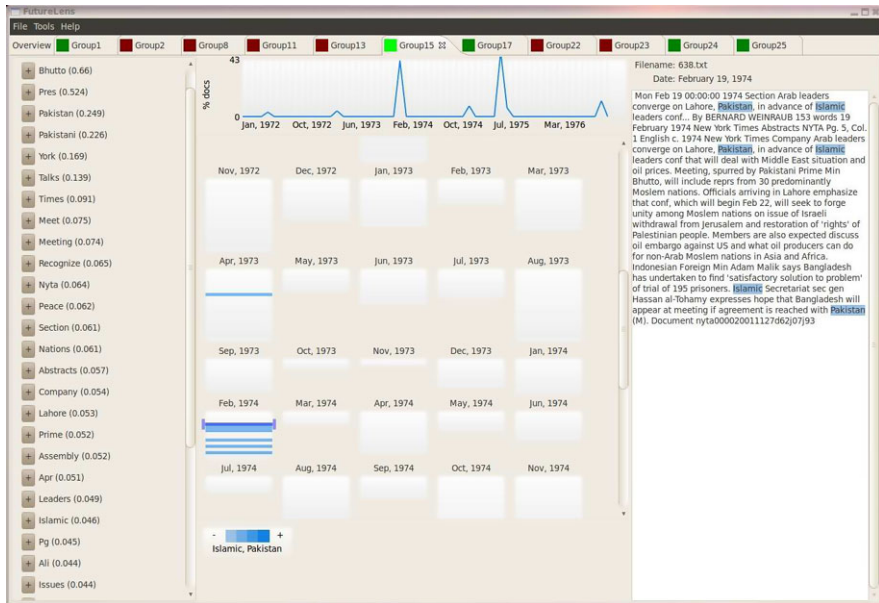 FutureLens
File Tools Help
Overview Group1 Group2 Group8 Group11 Group13 Group15 Group17 Group22 Group23 Group24 Group25
+ Bhutto (0.66)
+ Pres (0.524)
+ Pakistan (0.249)
+ Pakistani (0.226)
+ York (0.169)
+ Talks (0.139)
+ Times (0.091)
+ Meet (0.075)
+ Meeting (0.074)
+ Recognize (0.065)
+ Nyta (0.064)
+ Peace (0.062)
+ Section (0.061)
+ Nations (0.061)
+ Abstracts (0.057)
+ Company (0.054)
+ Lahore (0.053)
+ Prime (0.052)
+ Assembly (0.052)
+ Apr (0.051)
+ Leaders (0.049)
+ Islamic (0.046)
+ Pg (0.045)
+ Ali (0.044)
+ Issues (0.044)
43
% docs
0
Jan, 1972 Oct, 1972 Jun, 1973 Feb, 1974 Oct, 1974 Jul, 1975 Mar, 1976
Nov, 1972 Dec, 1972 Jan, 1973 Feb, 1973 Mar, 1973
Apr, 1973 May, 1973 Jun, 1973 Jul, 1973 Aug, 1973
Sep, 1973 Oct, 1973 Nov, 1973 Dec, 1973 Jan, 1974
Feb, 1974 Mar, 1974 Apr, 1974 May, 1974 Jun, 1974
Jul, 1974 Aug, 1974 Sep, 1974 Oct, 1974 Nov, 1974
- +
Islamic, Pakistan
Filename: 638.txt
Date: February 19, 1974
Mon Feb 19 00:00:00 1974 Section Arab leaders
converge on Lahore, Pakistan, in advance of Islamic
leaders conf... By BERNARD WEINRAUB 153 words 19
February 1974 New York Times Abstracts NYTA Pg. 5, Col.
1 English c. 1974 New York Times Company Arab leaders
converge on Lahore, Pakistan, in advance of Islamic
leaders conf that will deal with Middle East situation and
oil prices. Meeting, spurred by Pakistani Prime Min
Bhutto, will include reprs from 30 predominantly
Moslem nations. Officials arriving in Lahore emphasize
that conf, which will begin Feb 22, will seek to forge
unity among Moslem nations on issue of Israeli
withdrawal from Jerusalem and restoration of 'rights' of
Palestinian people. Members are also expected discuss
oil embargo against US and what oil producers can do
for non-Arab Moslem nations in Asia and Africa.
Indonesian Foreign Min Adam Malik says Bangladesh
has undertaken to find 'satisfactory solution to problem'
of trial of 195 prisoners. Islamic Secretariat sec gen
Hassan al-Tohamy expresses hope that Bangladesh will
appear at meeting if agreement is reached with Pakistan
(M). Document nyta000020011127d62j07j93